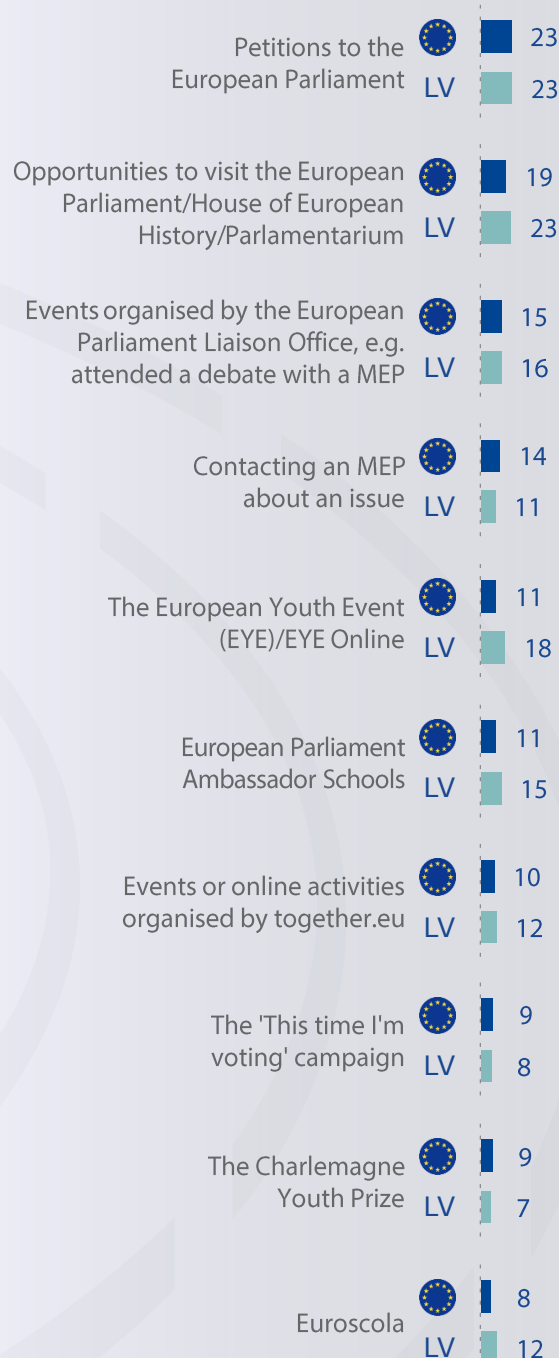 Petitions to the
European Parliament
23
LV 23
Opportunities to visit the European
Parliament/House of European
History/Parlamentarium
19
LV 23
Events organised by the European
Parliament Liaison Office, e.g.
attended a debate with a MEP
15
LV 16
Contacting an MEP
about an issue
14
LV 11
The European Youth Event
(EYE)/EYE Online
11
LV 18
European Parliament
Ambassador Schools
11
LV 15
Events or online activities
organised by together.eu
10
LV 12
The 'This time I'm
voting' campaign
9
LV 8
The Charlemagne
Youth Prize
9
LV 7
Euroscola
8
LV 12